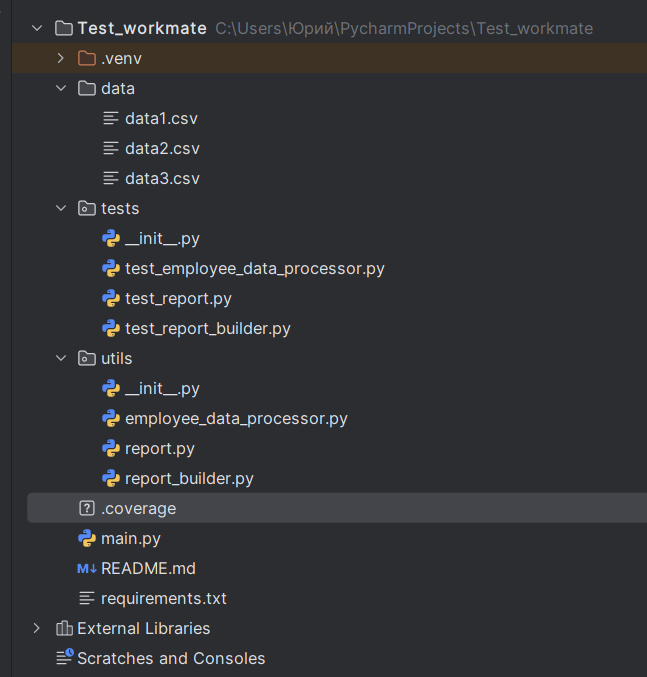 Test_workmate C:\Users\Юрий\PycharmProjects\Test_workmate
.venv
data
data1.csv
data2.csv
data3.csv
tests
__init__.py
test_employee_data_processor.py
test_report.py
test_report_builder.py
utils
__init__.py
employee_data_processor.py
report.py
report_builder.py
? .coverage
main.py
M↓ README.md
requirements.txt
External Libraries
Scratches and Consoles